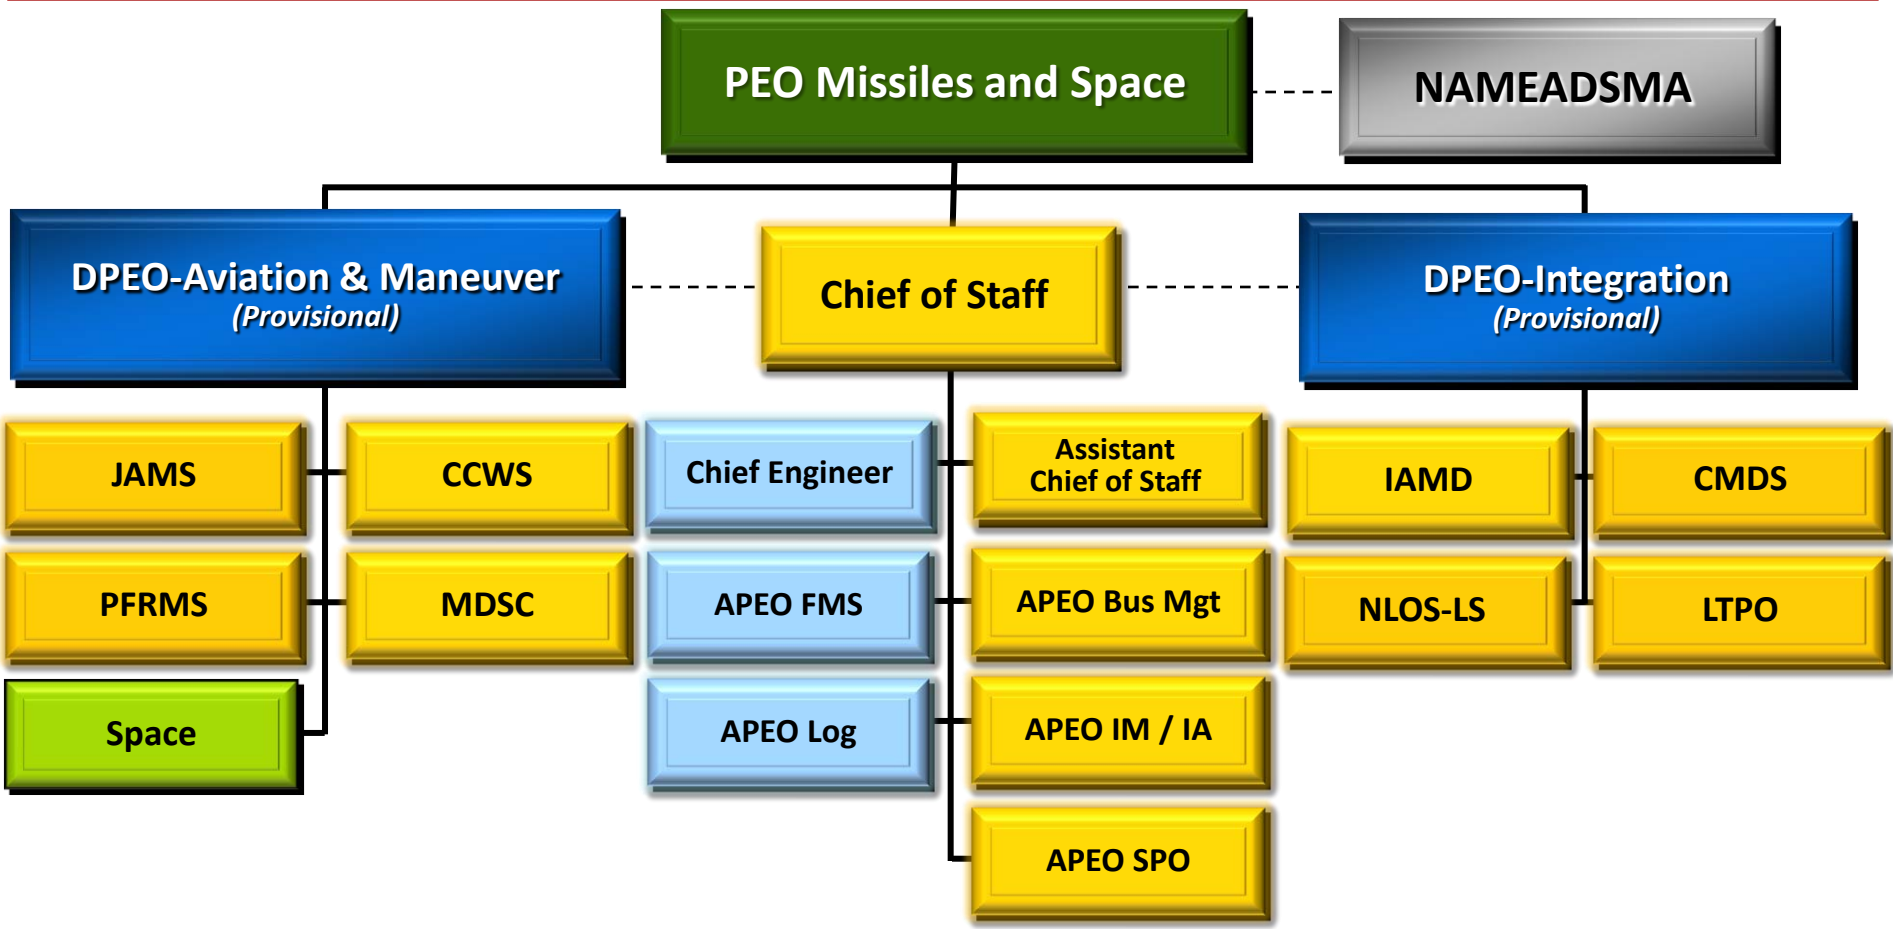 PEO Missiles and Space
NAMEADSMA
DPEO-Aviation & Maneuver
(Provisional)
Chief of Staff
DPEO-Integration
(Provisional)
JAMS
CCWS
PFRMS
MDSC
Space
Chief Engineer
Assistant
Chief of Staff
APEO FMS
APEO Bus Mgt
APEO Log
APEO IM / IA
APEO SPO
IAMD
CMDS
NLOS-LS
LTPO